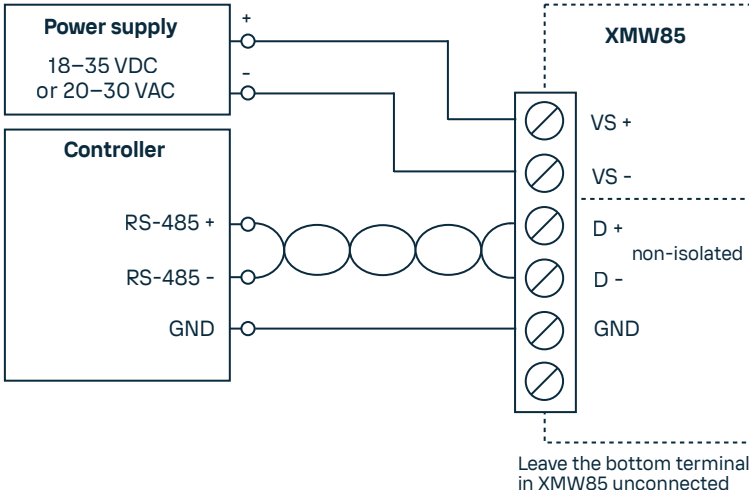 Power supply
18–35 VDC
or 20–30 VAC
+
-
Controller
RS-485 +
RS-485 -
GND
XMW85
VS +
VS -
D +
non-isolated
D -
GND
Leave the bottom terminal
in XMW85 unconnected